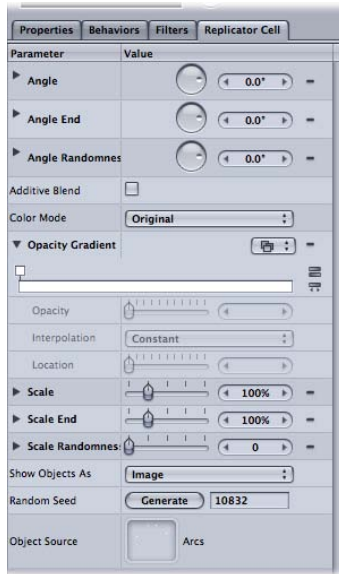 Properties Behaviors Filters Replicator Cell
Parameter Value
Angle 0.0°
Angle End 0.0°
Angle Randomnes 0.0°
Additive Blend
Color Mode Original
Opacity Gradient
Opacity
Interpolation Constant
Location
Scale 100%
Scale End 100%
Scale Randomnes 0
Show Objects As Image
Random Seed Generate 10832
Object Source Arcs